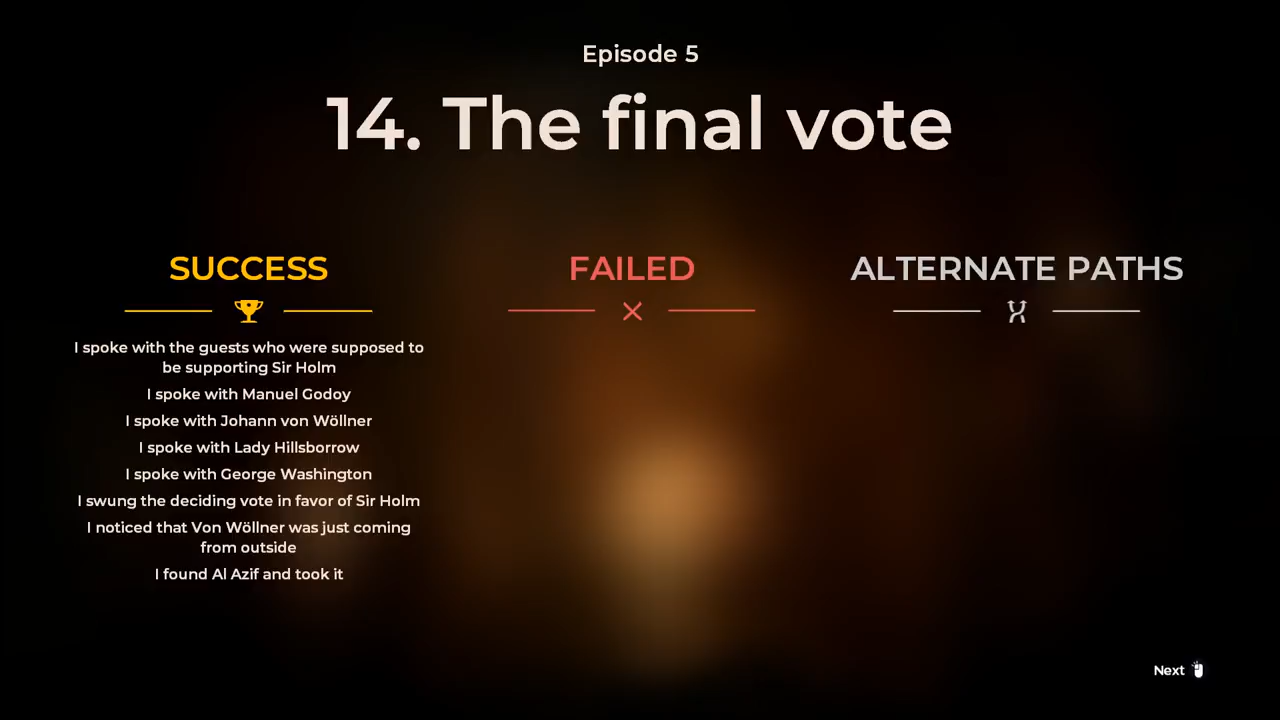 Episode 5
14. The final vote
SUCCESS
I spoke with the guests who were supposed to
be supporting Sir Holm
I spoke with Manuel Godoy
I spoke with Johann von Wöllner
I spoke with Lady Hillsborrow
I spoke with George Washington
I swung the deciding vote in favor of Sir Holm
I noticed that Von Wöllner was just coming
from outside
I found Al Azif and took it
FAILED
ALTERNATE PATHS
Next